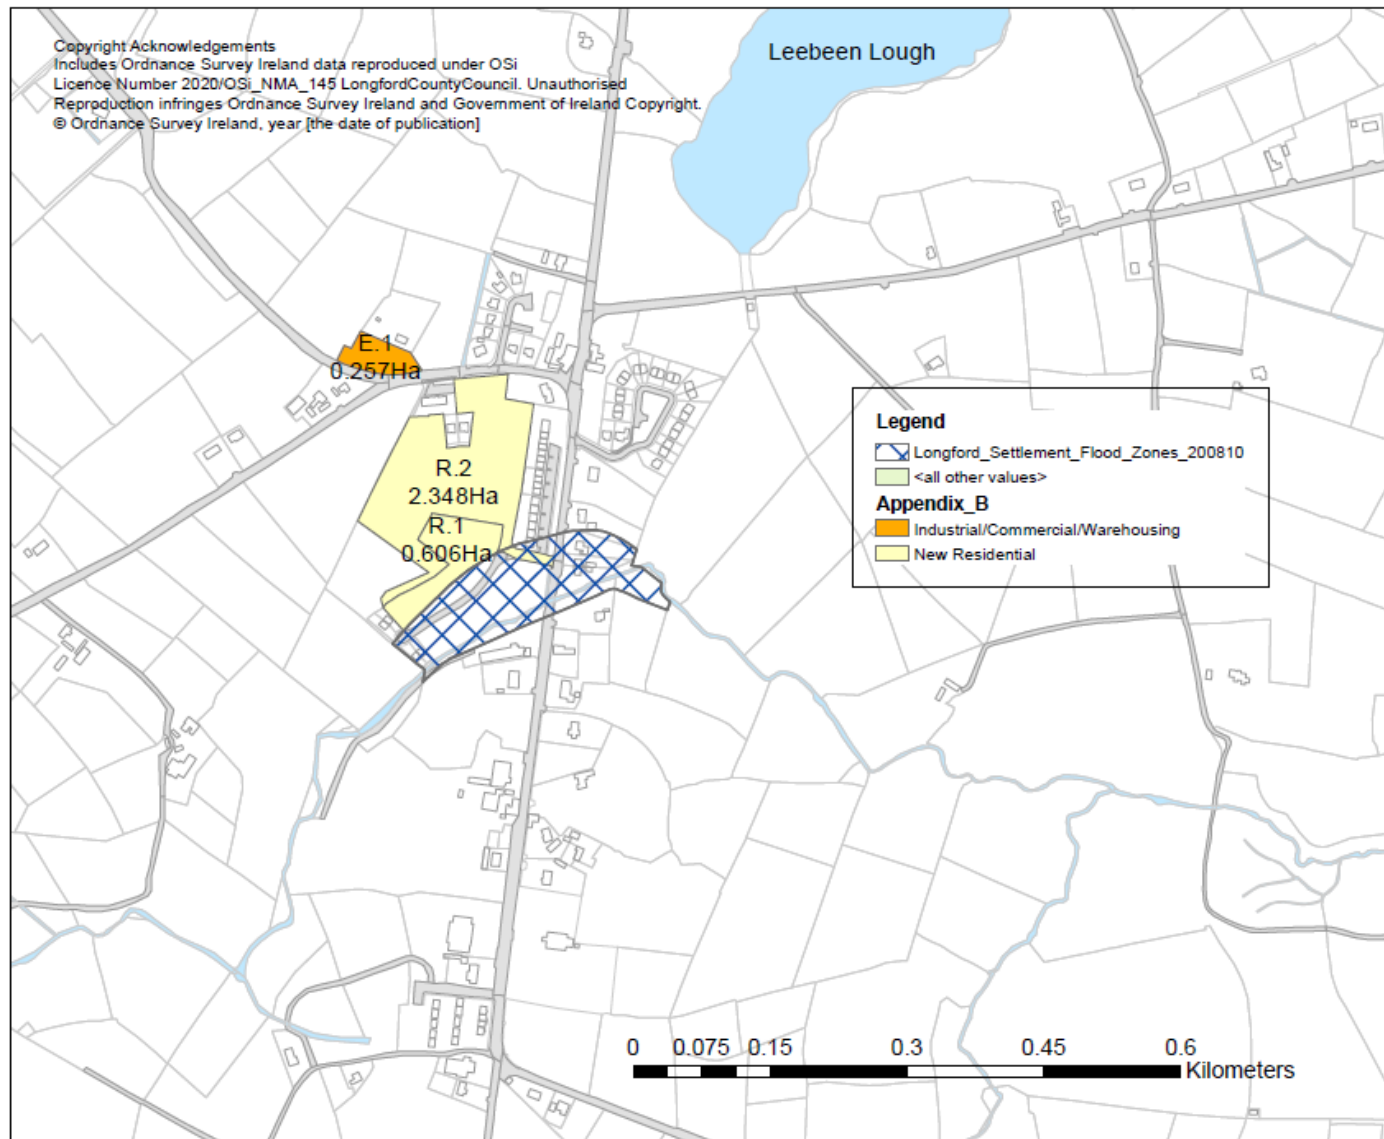 Copyright Acknowledgements
Includes Ordnance Survey Ireland data reproduced under OSi
Licence Number 2020/OSi_NMA_145 LongfordCountyCouncil. Unauthorised
Reproduction infringes Ordnance Survey Ireland and Government of Ireland Copyright.
© Ordnance Survey Ireland, year [the date of publication]
Leebeen Lough
E.1
0.257Ha
R.2
2.348Ha
R.1
0.606Ha
Legend
Longford_Settlement_Flood_Zones_200810
<all other values>
Appendix_B
Industrial/Commercial/Warehousing
New Residential
0 0.075 0.15 0.3 0.45 0.6
Kilometers